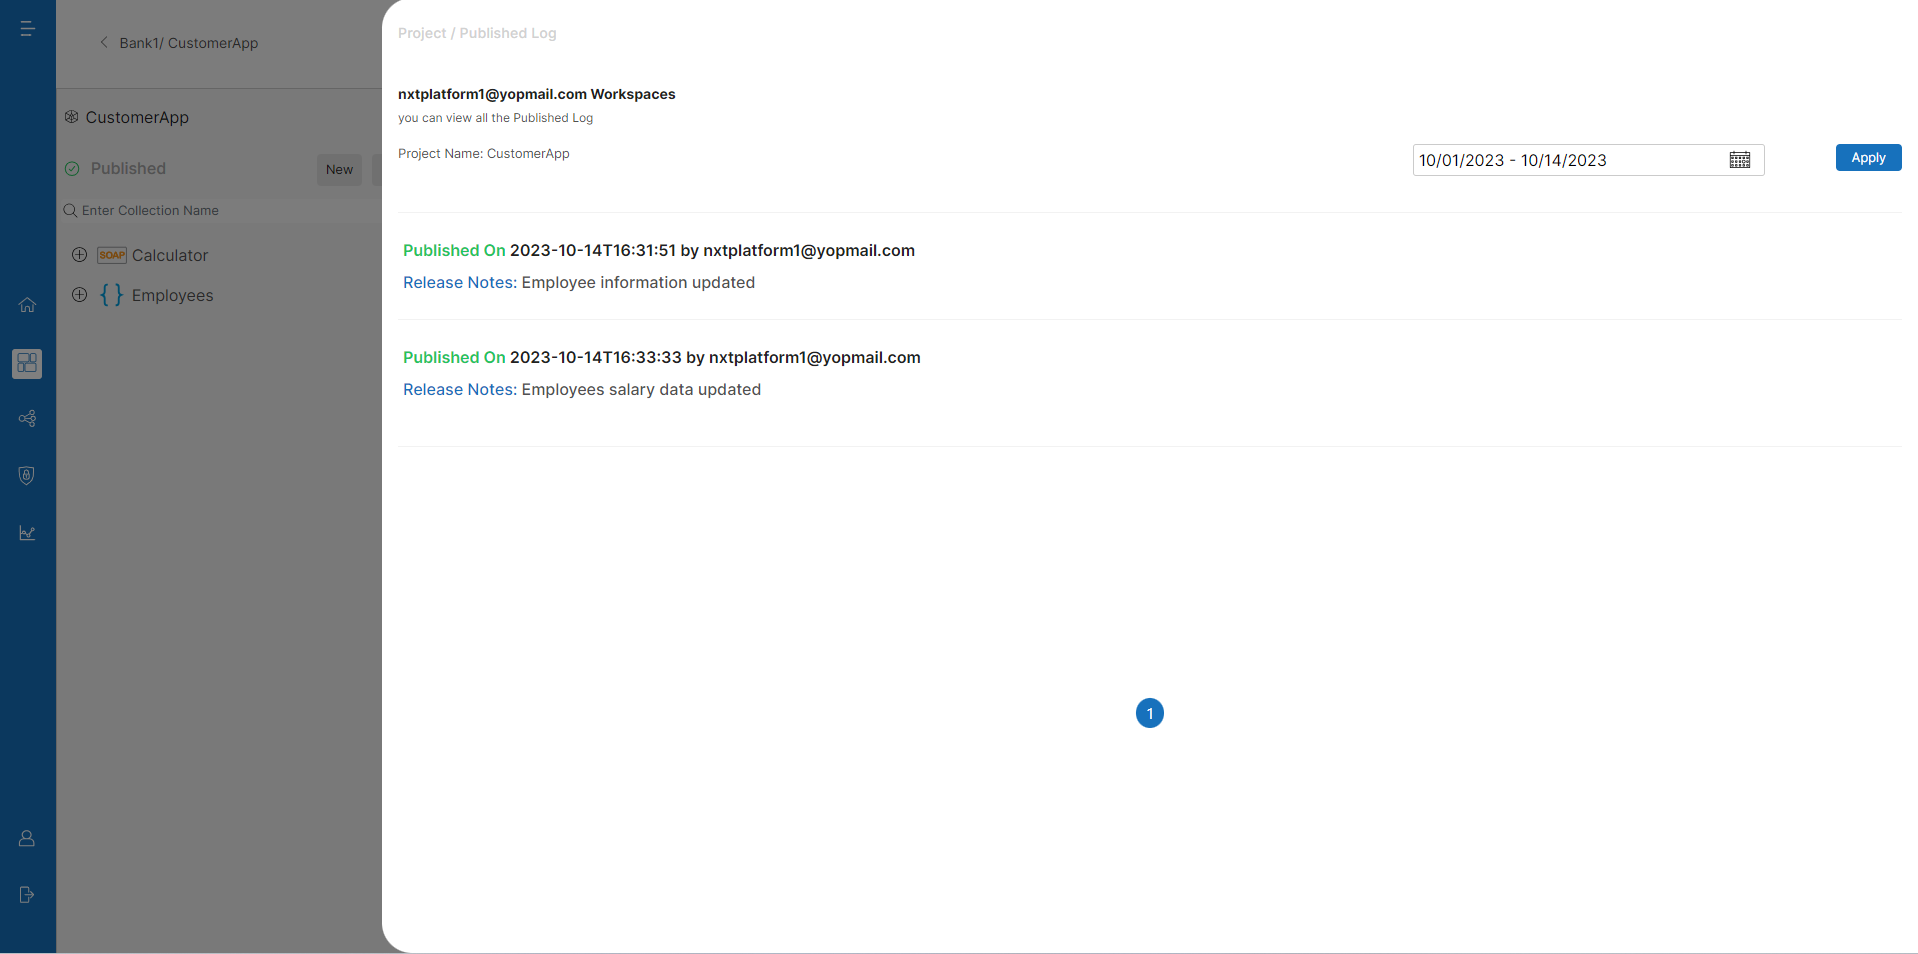 Bank1/ CustomerApp
CustomerApp
Published
New
Enter Collection Name
SOAP Calculator
{ } Employees
Project / Published Log
nxtplatform1@yopmail.com Workspaces
you can view all the Published Log
Project Name: CustomerApp
10/01/2023 - 10/14/2023
Apply
Published On 2023-10-14T16:31:51 by nxtplatform1@yopmail.com
Release Notes: Employee information updated
Published On 2023-10-14T16:33:33 by nxtplatform1@yopmail.com
Release Notes: Employees salary data updated
1